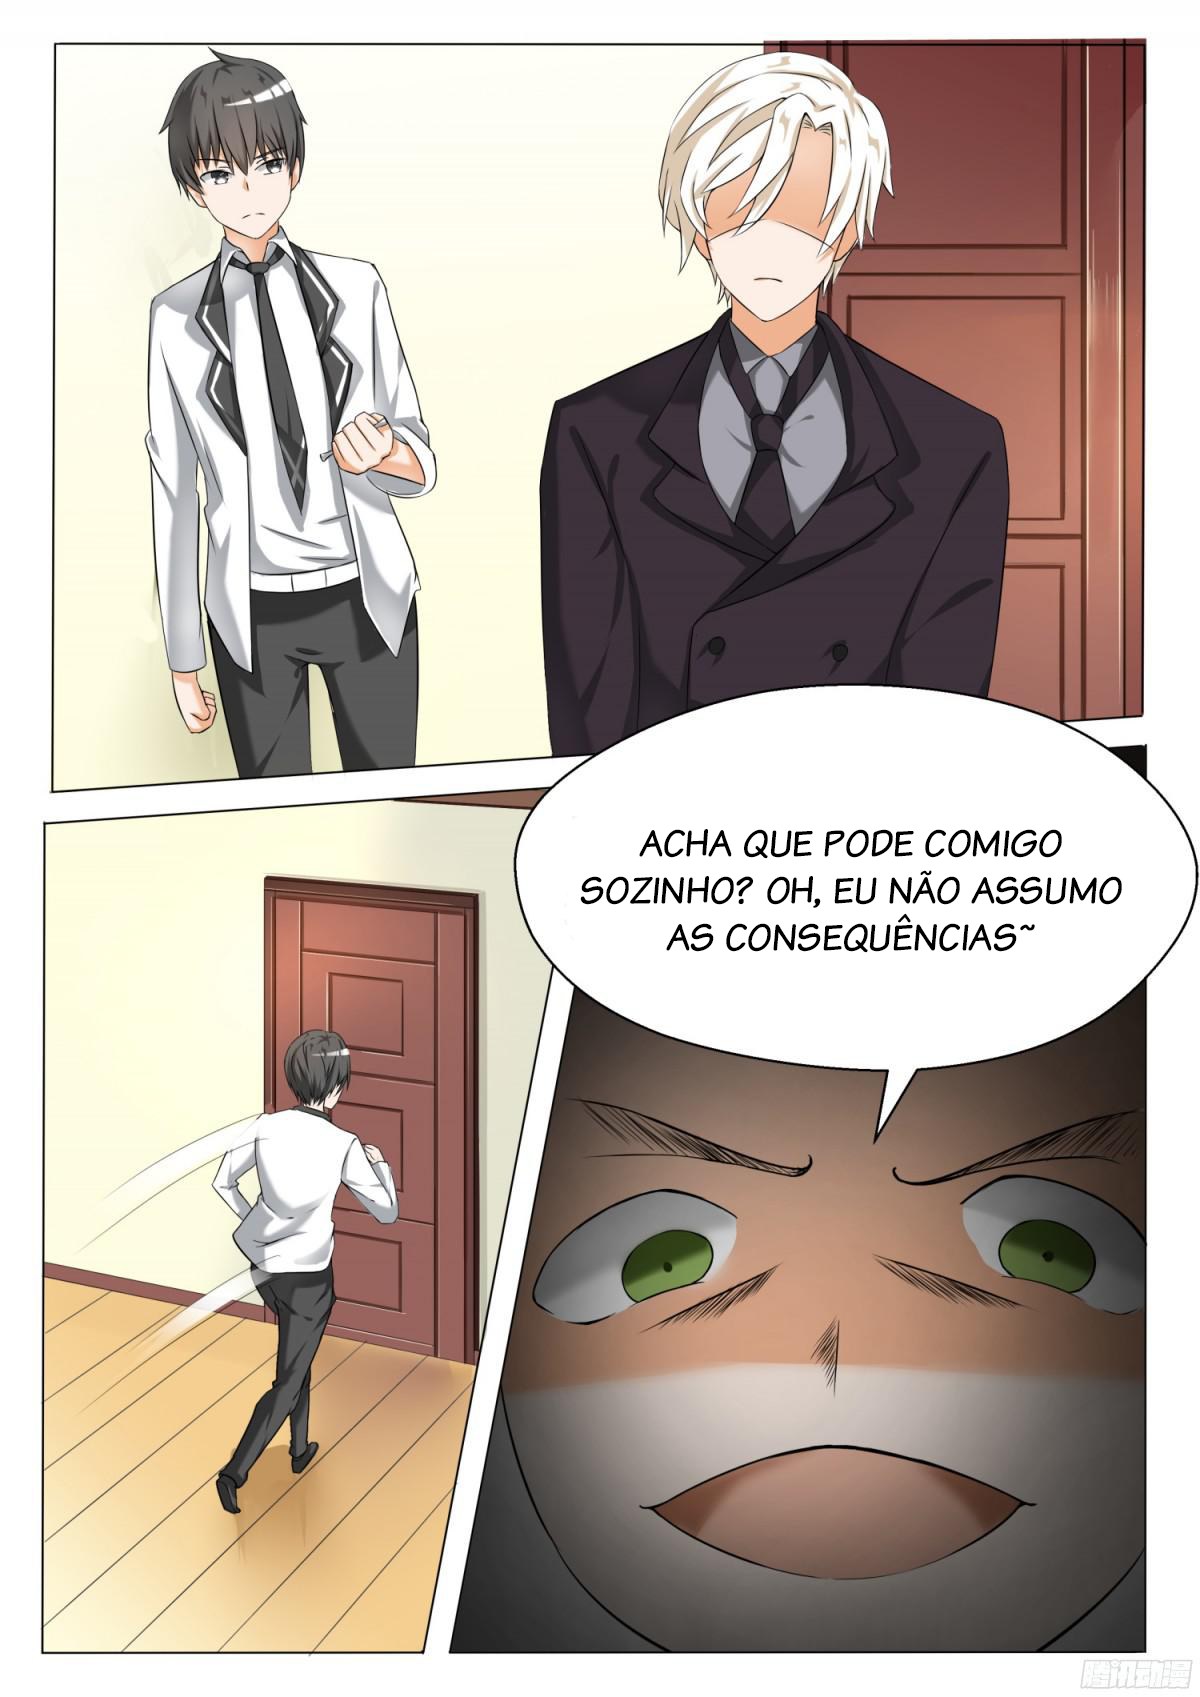 ACHA QUE PODE COMIGO
SOZINHO? OH, EU NÃO ASSUMO
AS CONSEQUÊNCIAS~
腾讯动漫